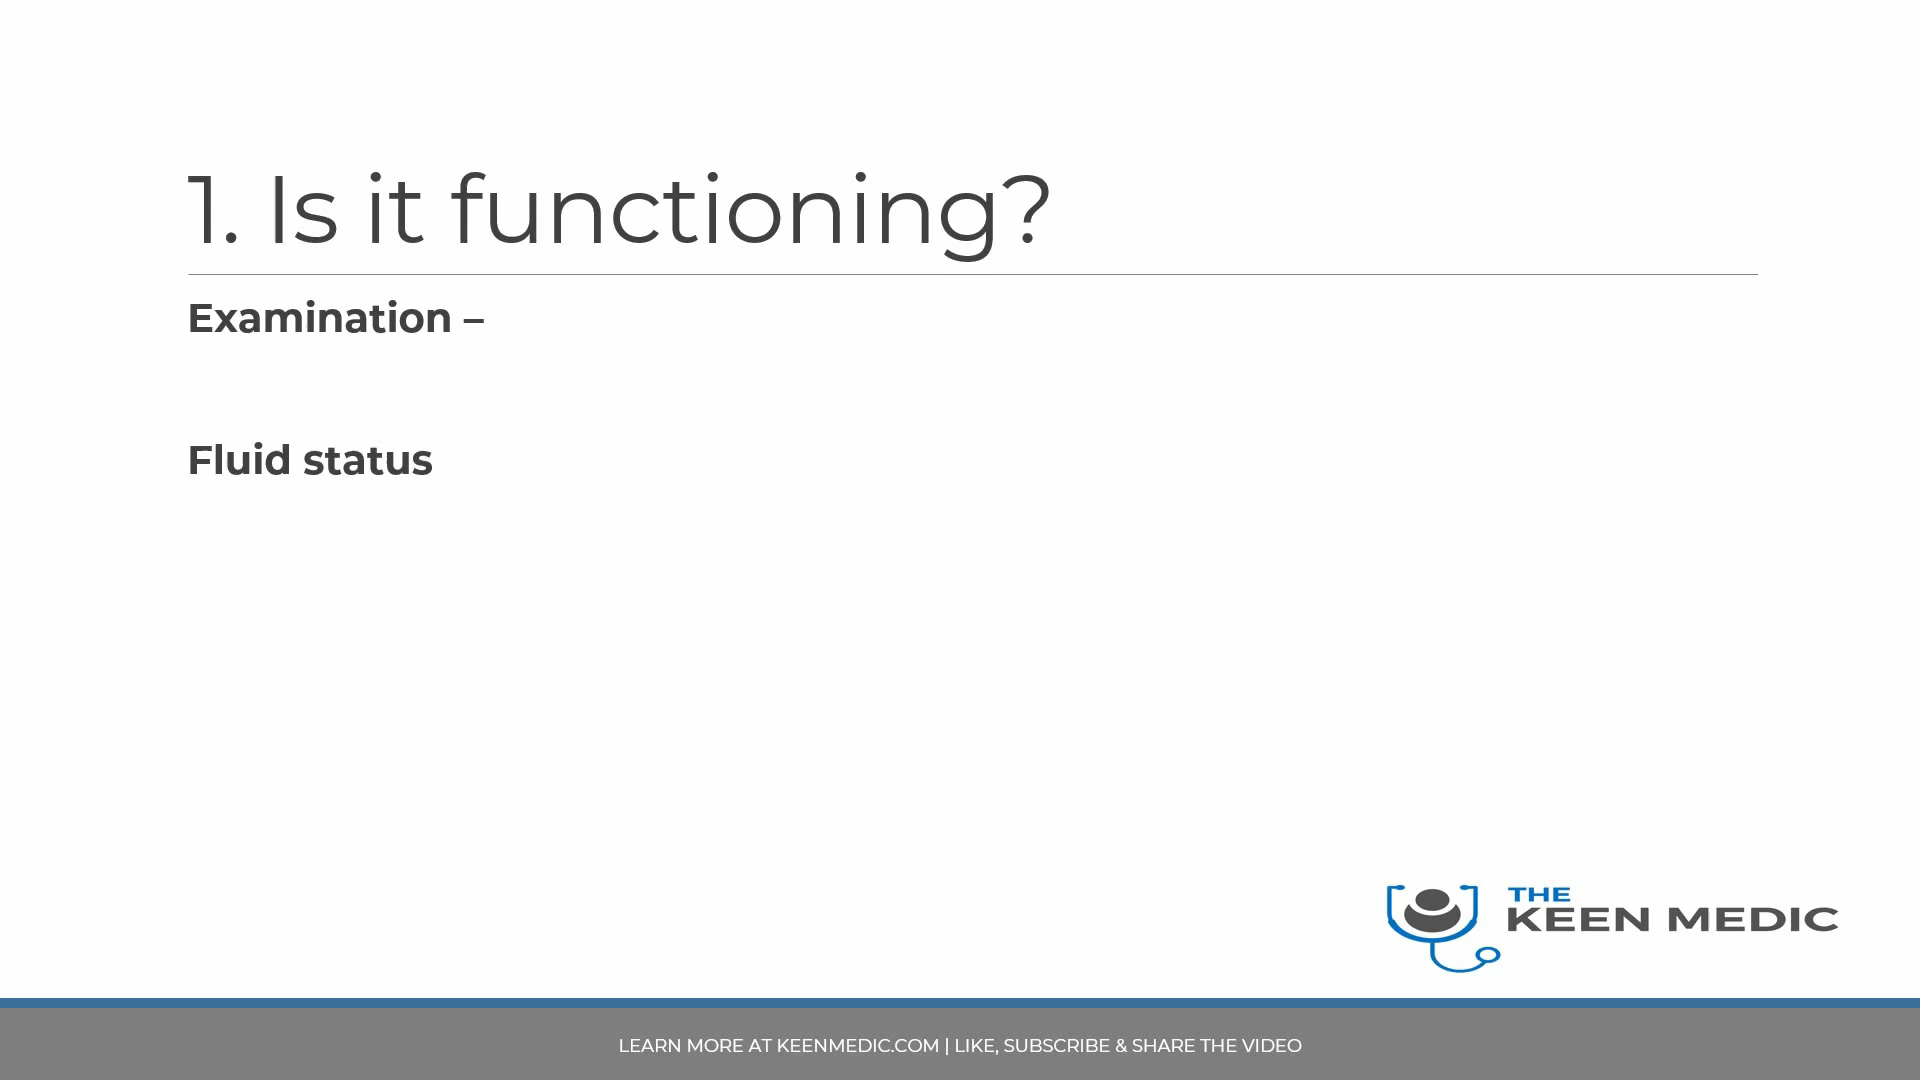 1. Is it functioning?
Examination –
Fluid status
THE
KEEN MEDIC
LEARN MORE AT KEENMEDIC.COM | LIKE, SUBSCRIBE & SHARE THE VIDEO